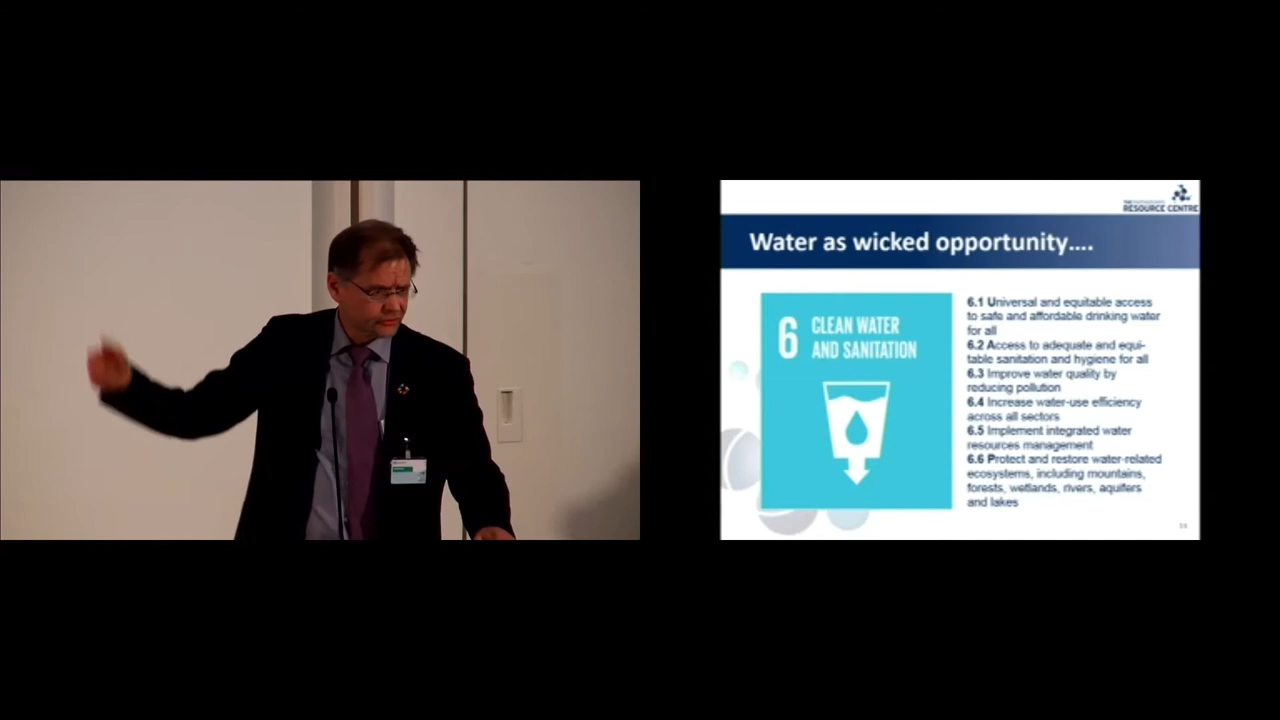 RESOURCE CENTRE
Water as wicked opportunity....
6 CLEAN WATER
AND SANITATION
6.1 Universal and equitable access
to safe and affordable drinking water
for all
6.2 Access to adequate and equi-
table sanitation and hygiene for all
6.3 Improve water quality by
reducing pollution
6.4 Increase water-use efficiency
across all sectors
6.5 Implement integrated water
resources management
6.6 Protect and restore water-related
ecosystems, including mountains,
forests, wetlands, rivers, aquifers
and lakes